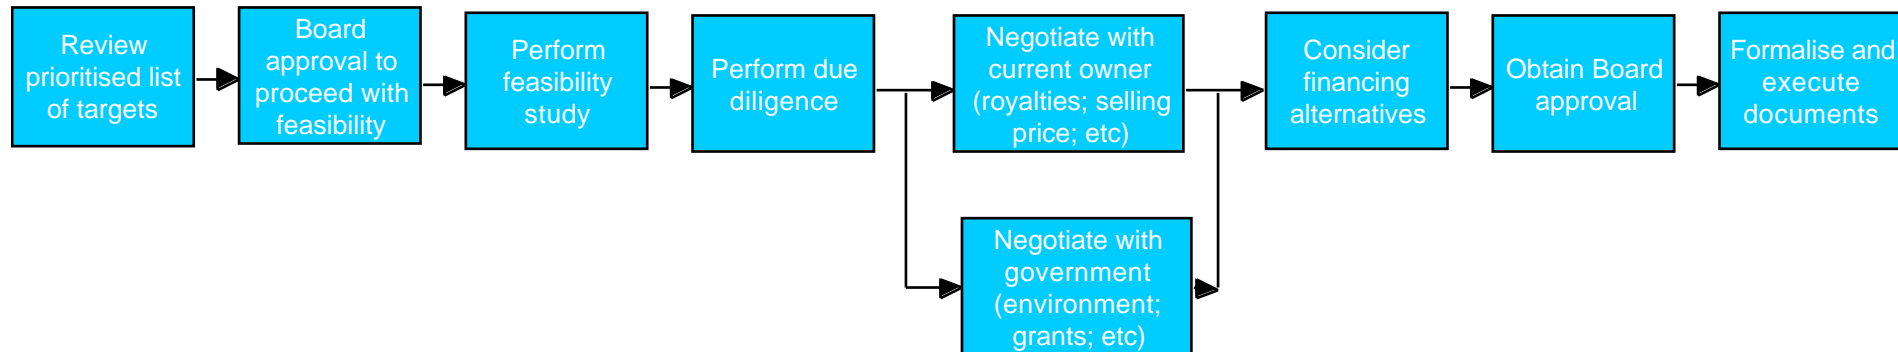 Review
prioritised list
of targets
Board
approval to
proceed with
feasibility
Perform
feasibility
study
Perform due
diligence
Negotiate with
current owner
(royalties; selling
price; etc)
Negotiate with
government
(environment;
grants; etc)
Consider
financing
alternatives
Obtain Board
approval
Formalise and
execute
documents